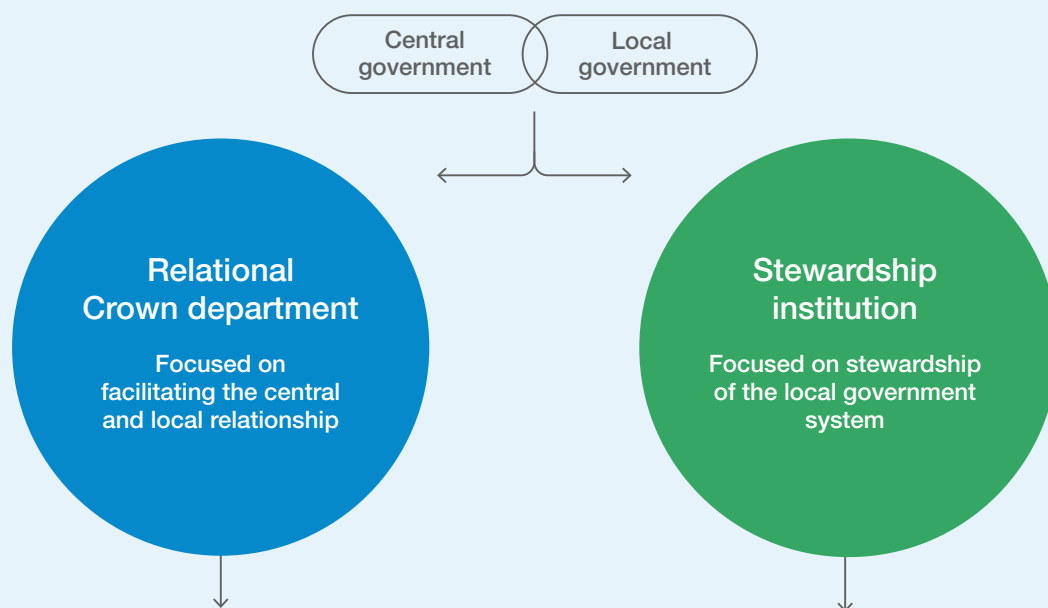 Central
government
Local
government
Relational
Crown department
Focused on
facilitating the central
and local relationship
Stewardship
institution
Focused on stewardship
of the local government
system